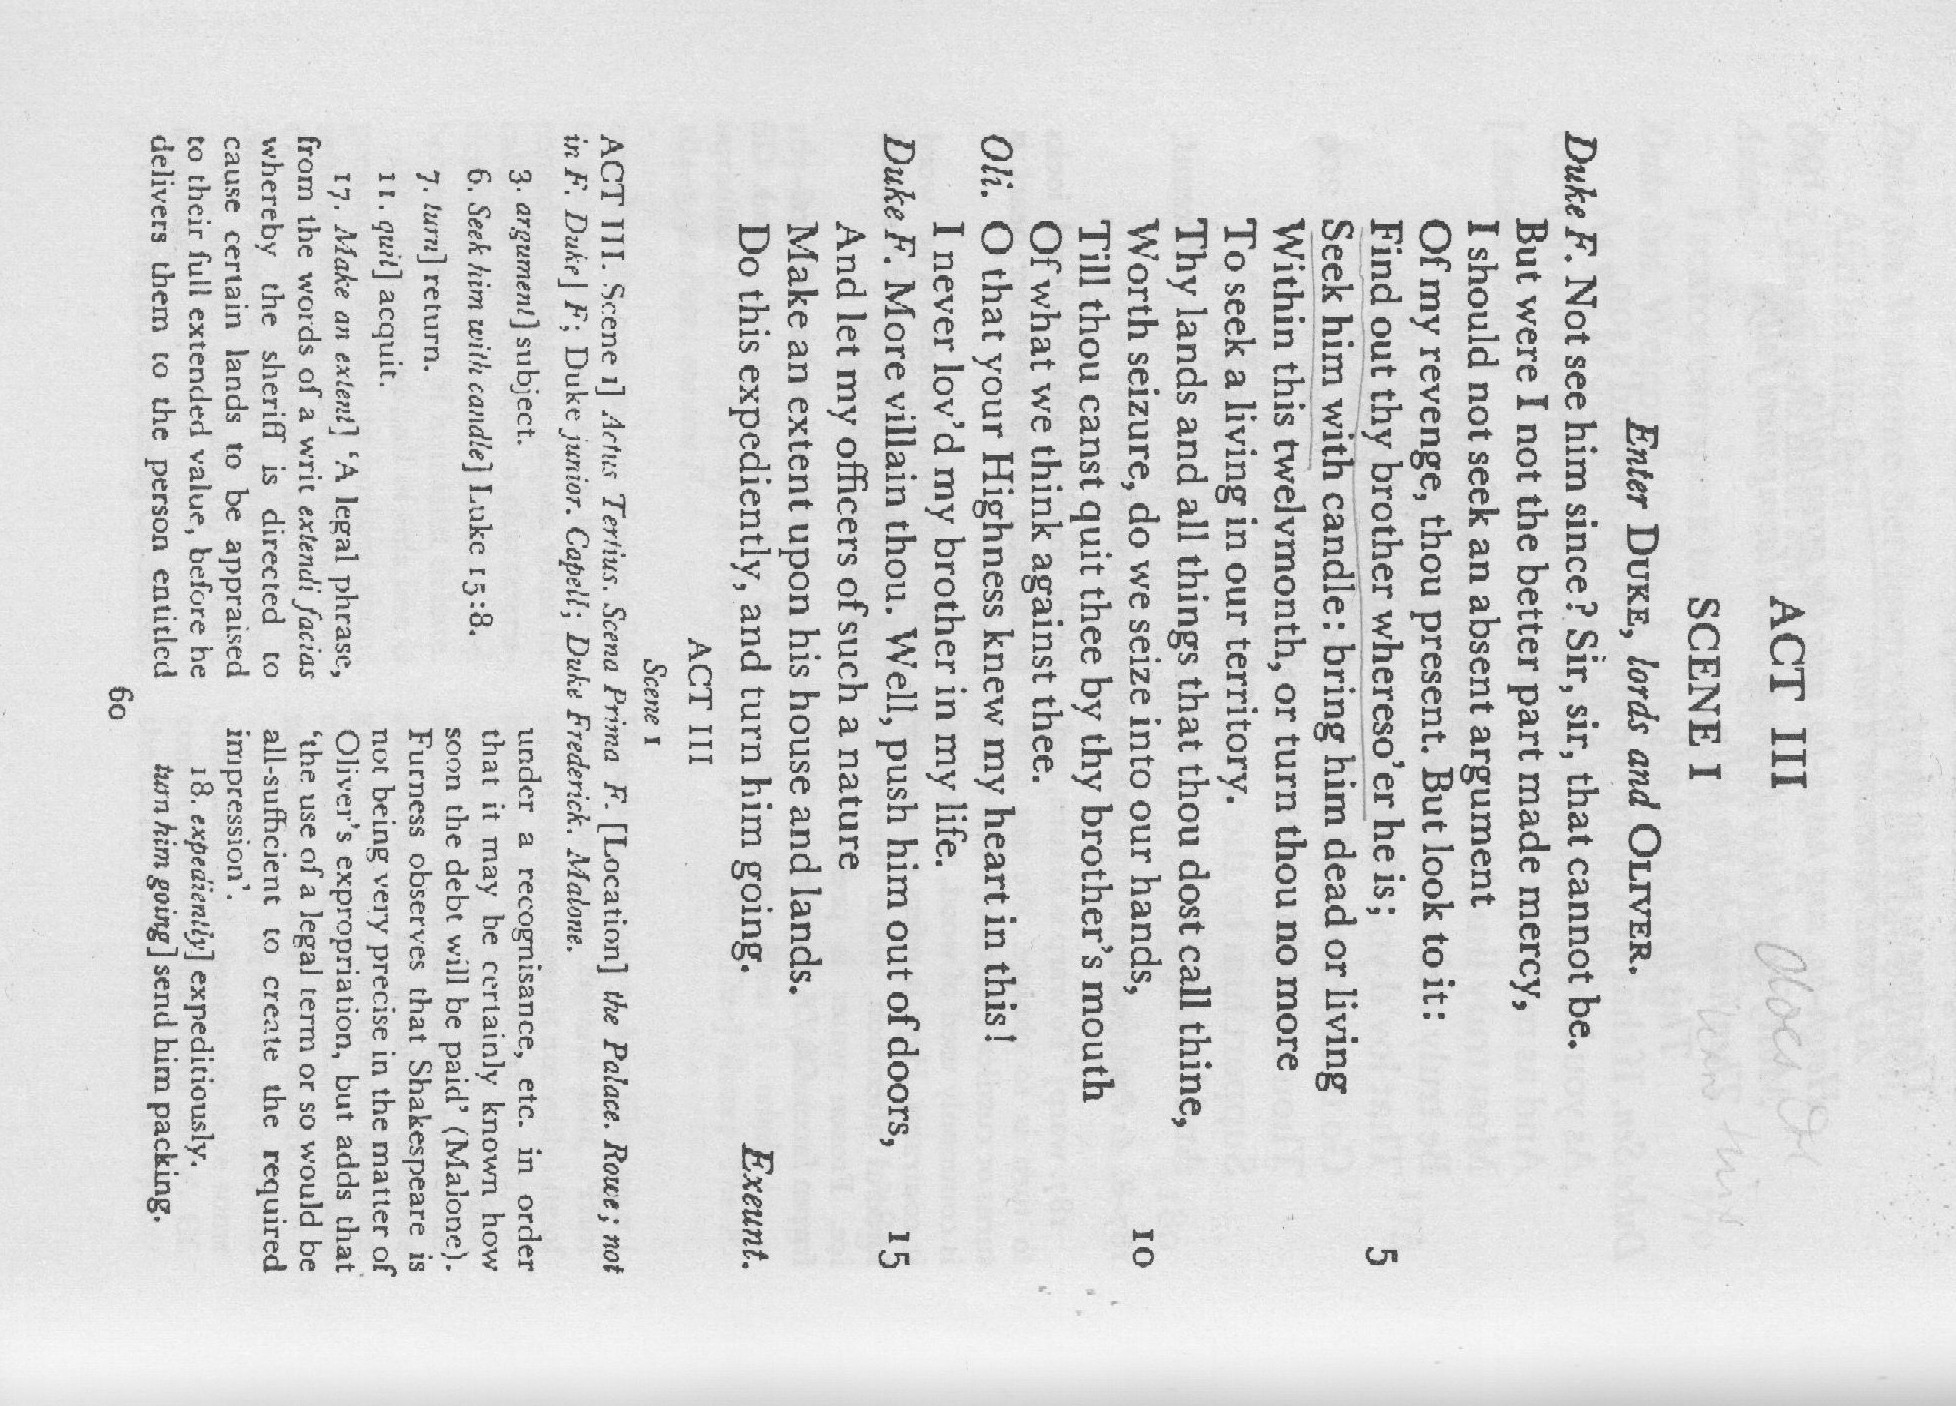 ACT III
does
this
SCENE I
Enter DUKE, lords and OLIVER.
Duke F. Not see him since? Sir, sir, that cannot be.
But were I not the better part made mercy,
I should not seek an absent argument
Of my revenge, thou present. But look to it:
Find out thy brother whereso'er he is; 5
Seek him with candle: bring him dead or living
Within this twelvmonth, or turn thou no more
To seek a living in our territory.
Thy lands and all things that thou dost call thine,
Worth seizure, do we seize into our hands, 10
Till thou canst quit thee by thy brother's mouth
Of what we think against thee.
Oli. O that your Highness knew my heart in this!
I never lov'd my brother in my life.
Duke F. More villain thou. Well, push him out of doors, 15
And let my officers of such a nature
Make an extent upon his house and lands.
Do this expediently, and turn him going. Exeunt.
ACT III
Scene 1
ACT III. Scene 1] Actus Tertius. Scena Prima F. [Location] the Palace. Rowe; not
in F. Duke] F; Duke junior. Capell; Duke Frederick. Malone.
3. argument] subject.
6. Seek him with candle] Luke 15:8.
7. turn] return.
11. quit] acquit.
17. Make an extent] 'A legal phrase,
from the words of a writ extendi facias
whereby the sheriff is directed to
cause certain lands to be appraised
to their full extended value, before he
delivers them to the person entitled
under a recognisance, etc. in order
that it may be certainly known how
soon the debt will be paid' (Malone).
Furness observes that Shakespeare is
not being very precise in the matter of
Oliver's expropriation, but adds that
'the use of a legal term or so would be
all-sufficient to create the required
impression'.
18. expediently] expeditiously.
turn him going] send him packing.
60